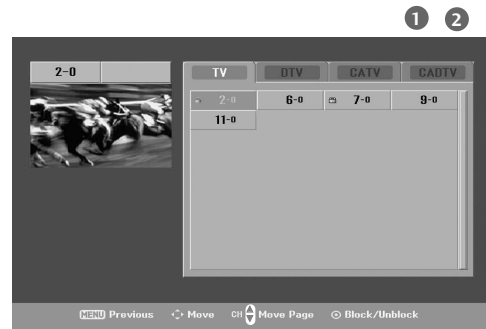 1 2
2-0
TV DTV CATV CADTV
2-0 6-0 7-0 9-0
11-0
MENU Previous Move CH Move Page Block/Unblock